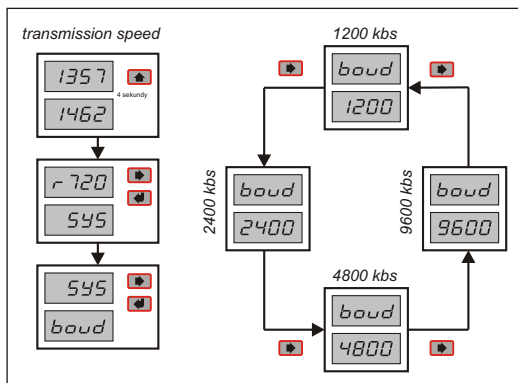 transmission speed
1357
4 sekundy
1462
r 720
SYS
SYS
boud
1200 kbs
boud
1200
2400 kbs
boud
2400
9600 kbs
boud
9600
4800 kbs
boud
4800